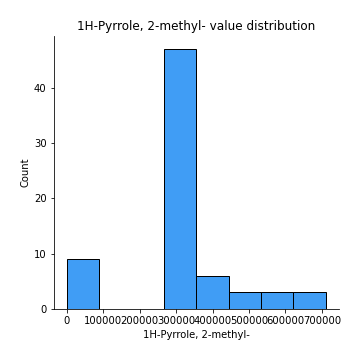 1H-Pyrrole, 2-methyl- value distribution
Count
40
30
20
10
0
0 100000 200000 300000 400000 500000 600000 700000
1H-Pyrrole, 2-methyl-